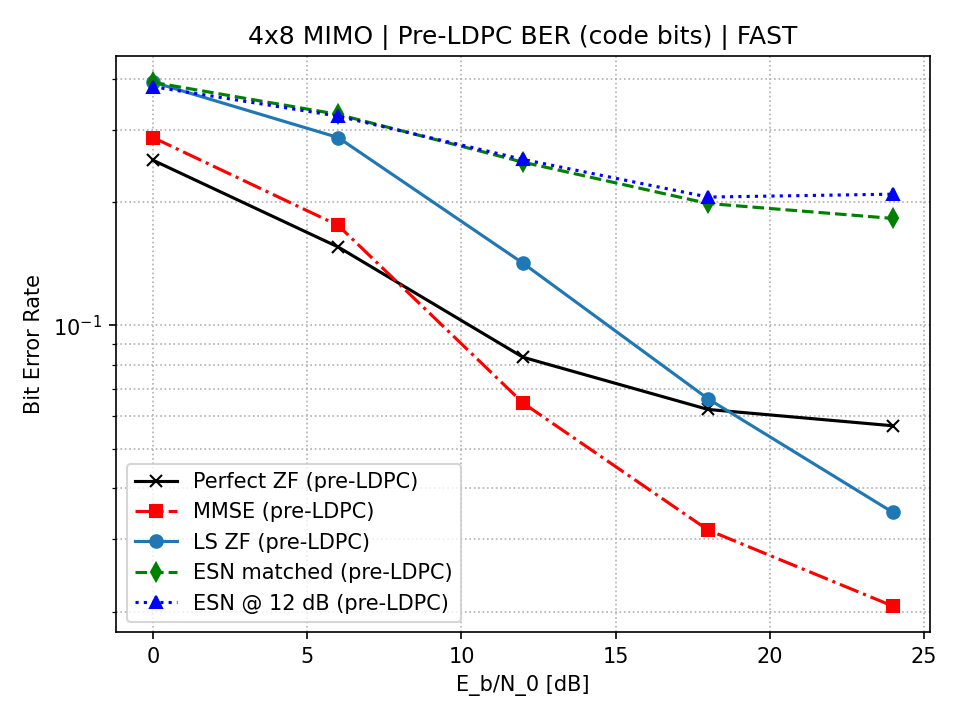 4x8 MIMO | Pre-LDPC BER (code bits) | FAST
Bit Error Rate
10⁻¹
Perfect ZF (pre-LDPC)
MMSE (pre-LDPC)
LS ZF (pre-LDPC)
ESN matched (pre-LDPC)
ESN @ 12 dB (pre-LDPC)
0 5 10 15 20 25
E_b/N_0 [dB]